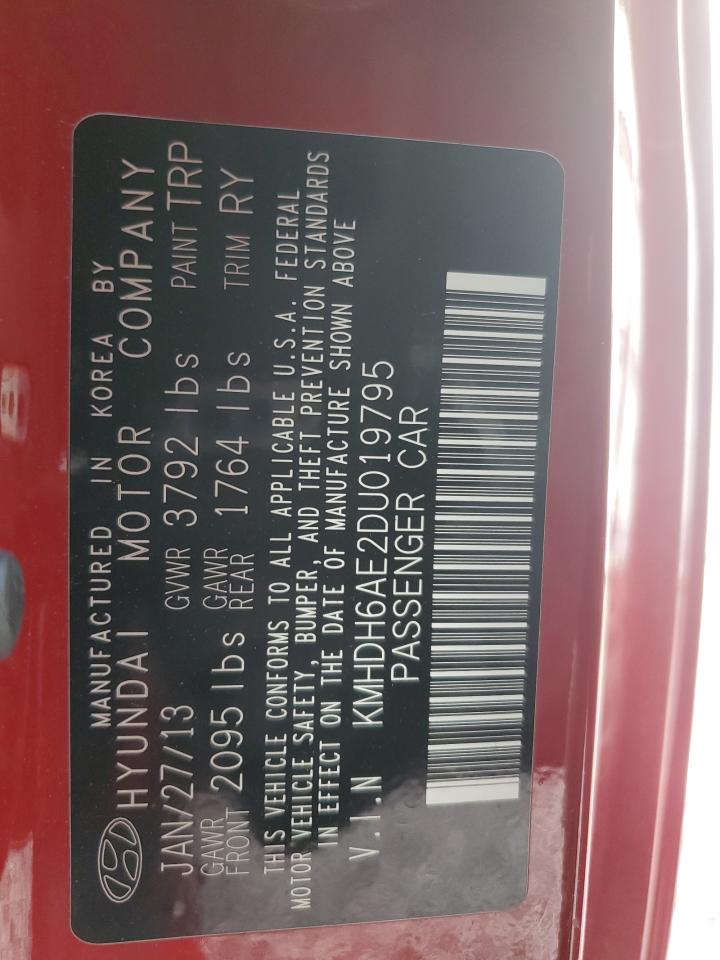 MANUFACTURED IN KOREA BY
HYUNDAI MOTOR COMPANY
JAN/27/13 GVWR 3792 lbs PAINT TRP
GAWR FRONT 2095 lbs GAWR REAR 1764 lbs TRIM RY
THIS VEHICLE CONFORMS TO ALL APPLICABLE U.S.A. FEDERAL
MOTOR VEHICLE SAFETY, BUMPER, AND THEFT PREVENTION STANDARDS
IN EFFECT ON THE DATE OF MANUFACTURE SHOWN ABOVE
V.I.N KMHDH6AE2DU019795
PASSENGER CAR